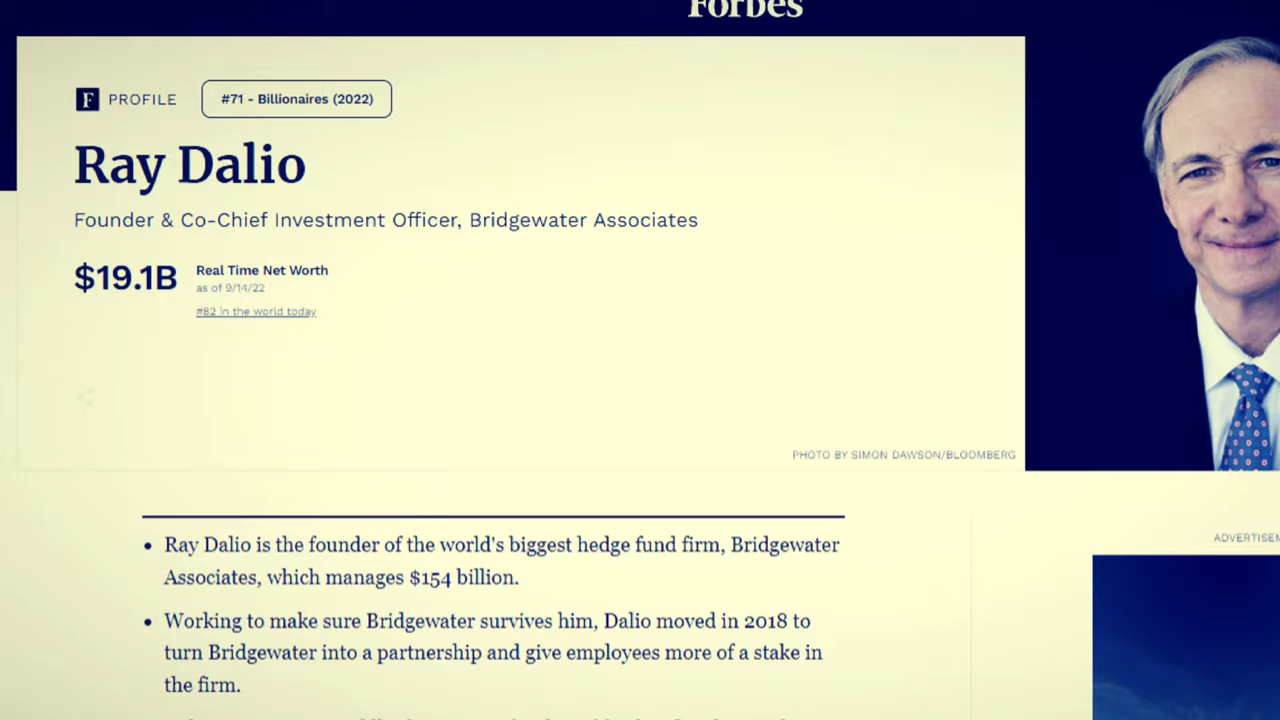 Forbes
F PROFILE
#71 - Billionaires (2022)
Ray Dalio
Founder & Co-Chief Investment Officer, Bridgewater Associates
$19.1B
Real Time Net Worth
as of 9/14/22
#82 in the world today
PHOTO BY SIMON DAWSON/BLOOMBERG
• Ray Dalio is the founder of the world's biggest hedge fund firm, Bridgewater
Associates, which manages $154 billion.
ADVERTISEM
• Working to make sure Bridgewater survives him, Dalio moved in 2018 to
turn Bridgewater into a partnership and give employees more of a stake in
the firm.